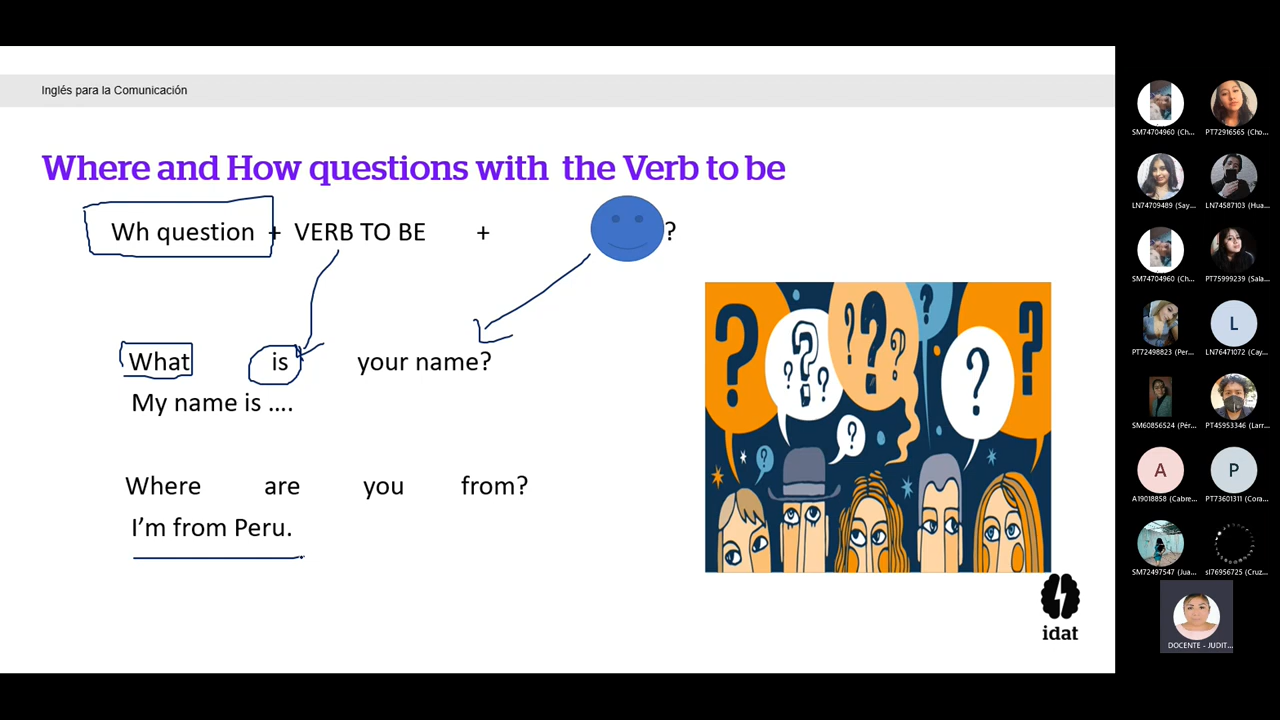 Inglés para la Comunicación
Where and How questions with the Verb to be
Wh question + VERB TO BE + ?
What is your name?
My name is ....
Where are you from?
I'm from Peru.
idat
SM74704960 (Ch... PT72916565 (Cho...
LN74709489 (Say... LN74587103 (Hua...
SM74704960 (Ch... PT75999239 (Sala...
L
PT72498823 (Per... LN76471072 (Cay...
SM60856524 (Pér... PT45953346 (Larr...
A P
A19018858 (Cabre... PT73601311 (Cora...
SM72497547 (Jua... sI76956725 (Cruz...
DOCENTE - JUDIT...